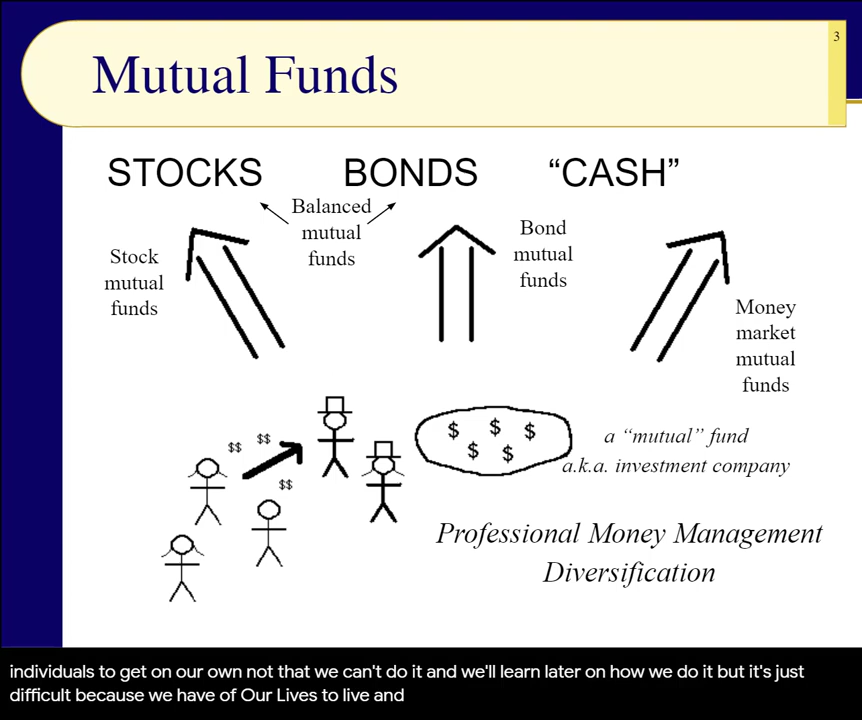 3
Mutual Funds
STOCKS
BONDS
“CASH”
Balanced
mutual
funds
Stock
mutual
funds
Bond
mutual
funds
Money
market
mutual
funds
$$
$$
$$
$ $ $
$ $
a “mutual” fund
a.k.a. investment company
Professional Money Management
Diversification
individuals to get on our own not that we can't do it and we'll learn later on how we do it but it's just
difficult because we have of Our Lives to live and